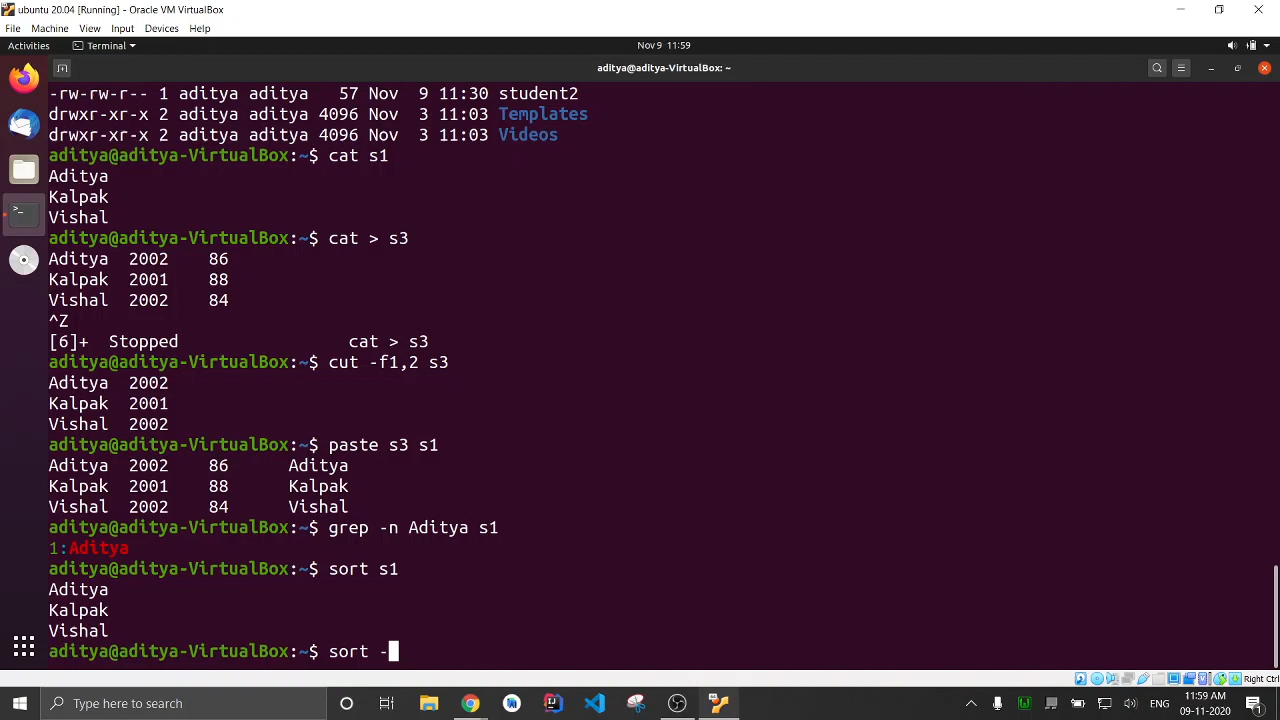 ubuntu 20.04 [Running] - Oracle VM VirtualBox
File Machine View Input Devices Help
Activities Terminal Nov 9 11:59
aditya@aditya-VirtualBox: ~
-rw-rw-r-- 1 aditya aditya   57 Nov  9 11:30 student2
drwxr-xr-x 2 aditya aditya 4096 Nov  3 11:03 Templates
drwxr-xr-x 2 aditya aditya 4096 Nov  3 11:03 Videos
aditya@aditya-VirtualBox:~$ cat s1
Aditya
Kalpak
Vishal
aditya@aditya-VirtualBox:~$ cat > s3
Aditya  2002    86
Kalpak  2001    88
Vishal  2002    84
^Z
[6]+  Stopped                 cat > s3
aditya@aditya-VirtualBox:~$ cut -f1,2 s3
Aditya  2002
Kalpak  2001
Vishal  2002
aditya@aditya-VirtualBox:~$ paste s3 s1
Aditya  2002    86      Aditya
Kalpak  2001    88      Kalpak
Vishal  2002    84      Vishal
aditya@aditya-VirtualBox:~$ grep -n Aditya s1
1:Aditya
aditya@aditya-VirtualBox:~$ sort s1
Aditya
Kalpak
Vishal
aditya@aditya-VirtualBox:~$ sort -
Right Ctrl
Type here to search
ENG
11:59 AM
09-11-2020
1